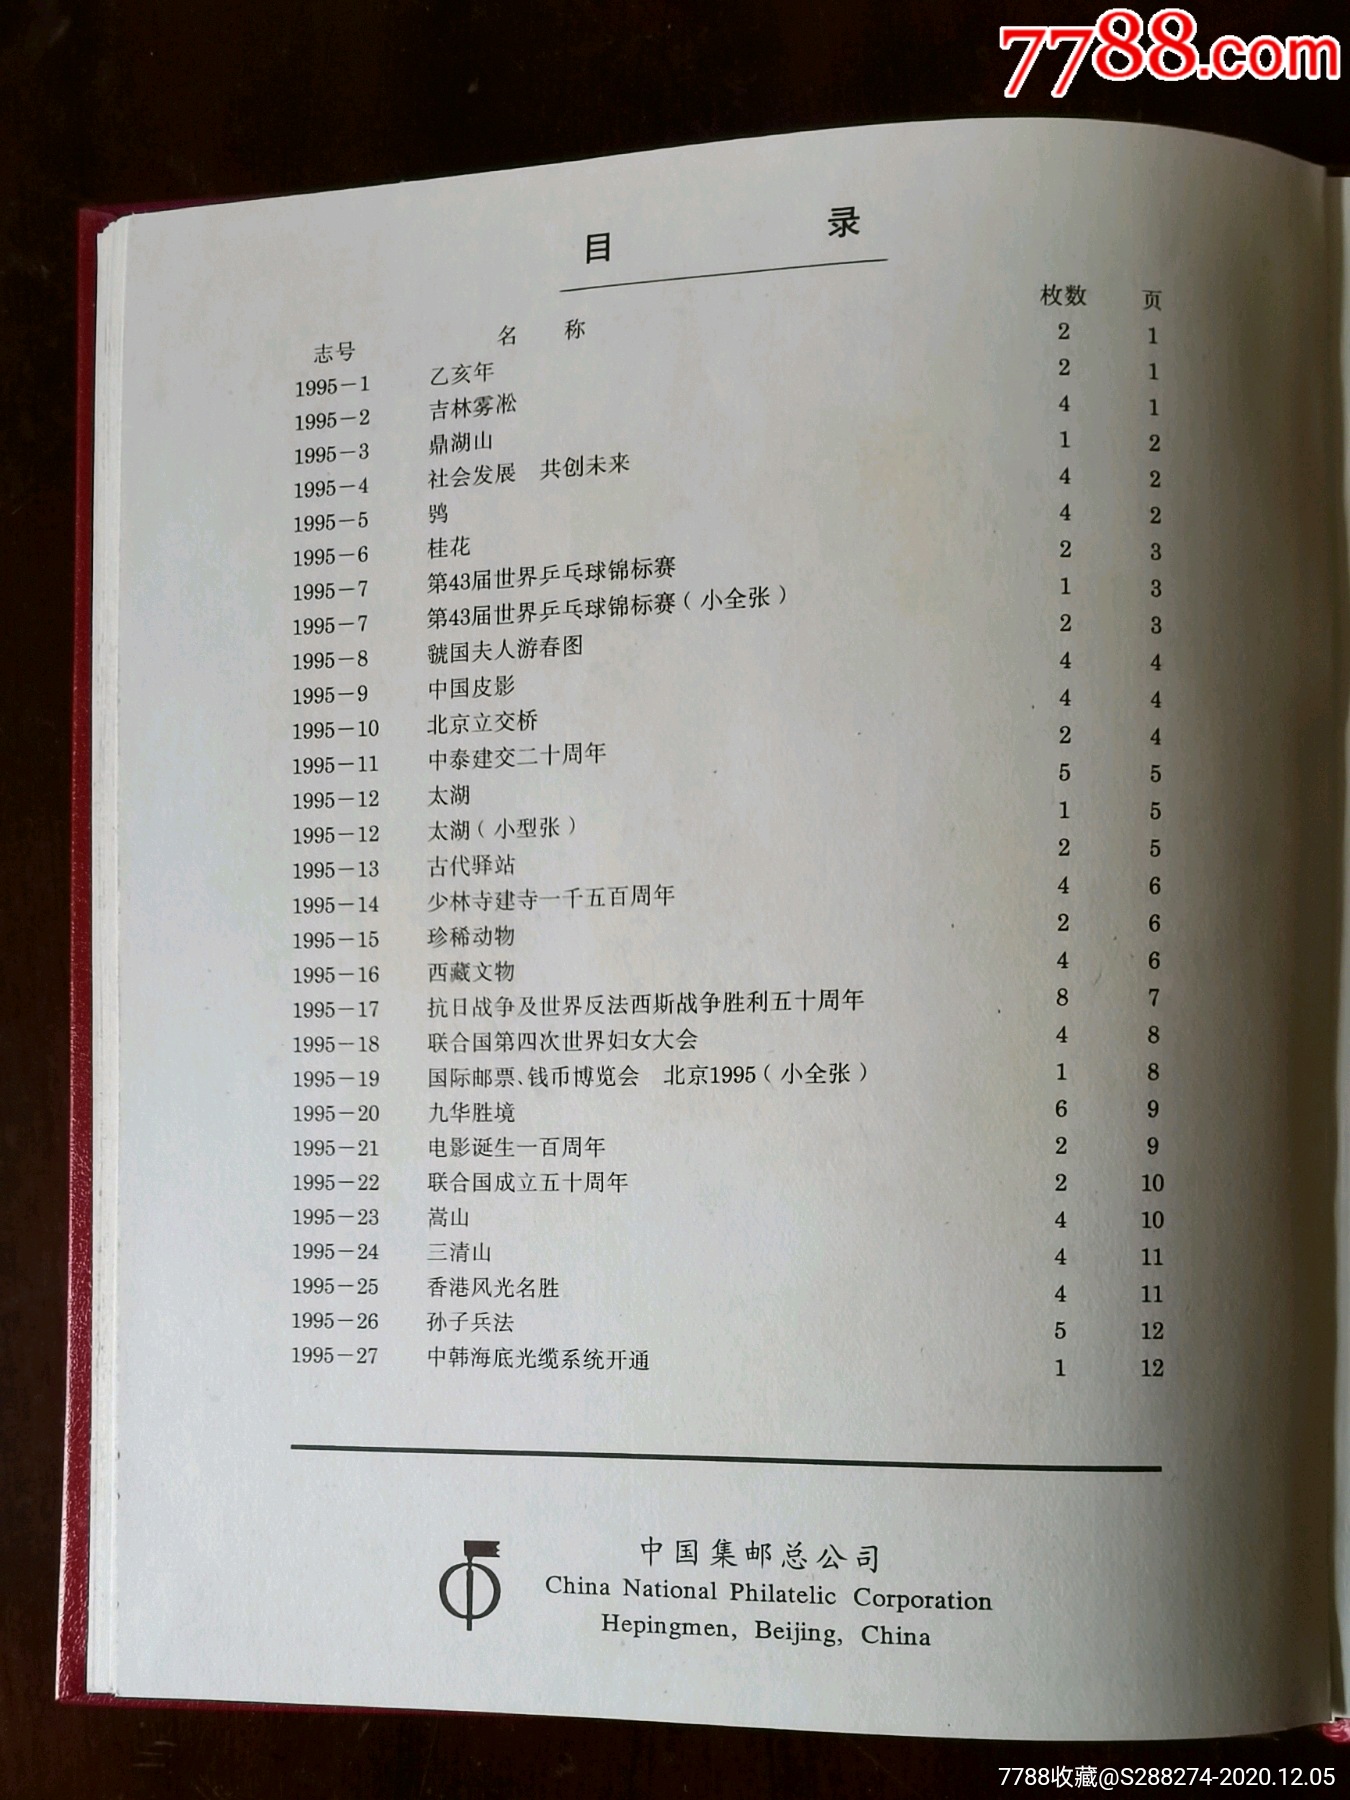 7788.com
目 录
志号 名 称 枚数 页
1995－1 乙亥年 2 1
1995－2 吉林雾凇 2 1
1995－3 鼎湖山 4 1
1995－4 社会发展 共创未来 1 2
1995－5 鸮 4 2
1995－6 桂花 4 2
1995－7 第43届世界乒乓球锦标赛 2 3
1995－7 第43届世界乒乓球锦标赛（小全张） 1 3
1995－8 虢国夫人游春图 2 3
1995－9 中国皮影 4 4
1995－10 北京立交桥 4 4
1995－11 中泰建交二十周年 2 4
1995－12 太湖 5 5
1995－12 太湖（小型张） 1 5
1995－13 古代驿站 2 5
1995－14 少林寺建寺一千五百周年 4 6
1995－15 珍稀动物 2 6
1995－16 西藏文物 4 6
1995－17 抗日战争及世界反法西斯战争胜利五十周年 8 7
1995－18 联合国第四次世界妇女大会 4 8
1995－19 国际邮票、钱币博览会 北京1995（小全张） 1 8
1995－20 九华胜境 6 9
1995－21 电影诞生一百周年 2 9
1995－22 联合国成立五十周年 2 10
1995－23 嵩山 4 10
1995－24 三清山 4 11
1995－25 香港风光名胜 4 11
1995－26 孙子兵法 5 12
1995－27 中韩海底光缆系统开通 1 12
中国集邮总公司
China National Philatelic Corporation
Hepingmen, Beijing, China
7788收藏@S288274-2020.12.05